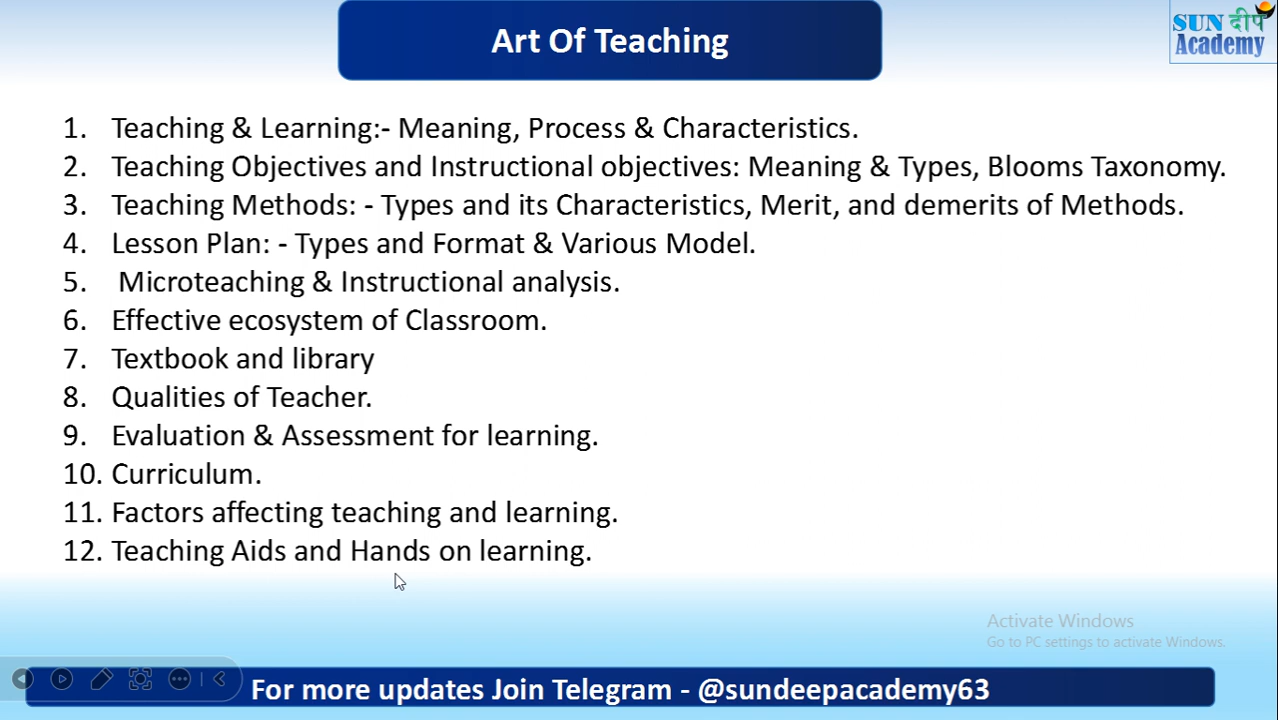 Art Of Teaching
SUN दीप
Academy
1. Teaching & Learning:- Meaning, Process & Characteristics.
2. Teaching Objectives and Instructional objectives: Meaning & Types, Blooms Taxonomy.
3. Teaching Methods: - Types and its Characteristics, Merit, and demerits of Methods.
4. Lesson Plan: - Types and Format & Various Model.
5. Microteaching & Instructional analysis.
6. Effective ecosystem of Classroom.
7. Textbook and library
8. Qualities of Teacher.
9. Evaluation & Assessment for learning.
10. Curriculum.
11. Factors affecting teaching and learning.
12. Teaching Aids and Hands on learning.
Activate Windows
Go to PC settings to activate Windows.
For more updates Join Telegram - @sundeepacademy63